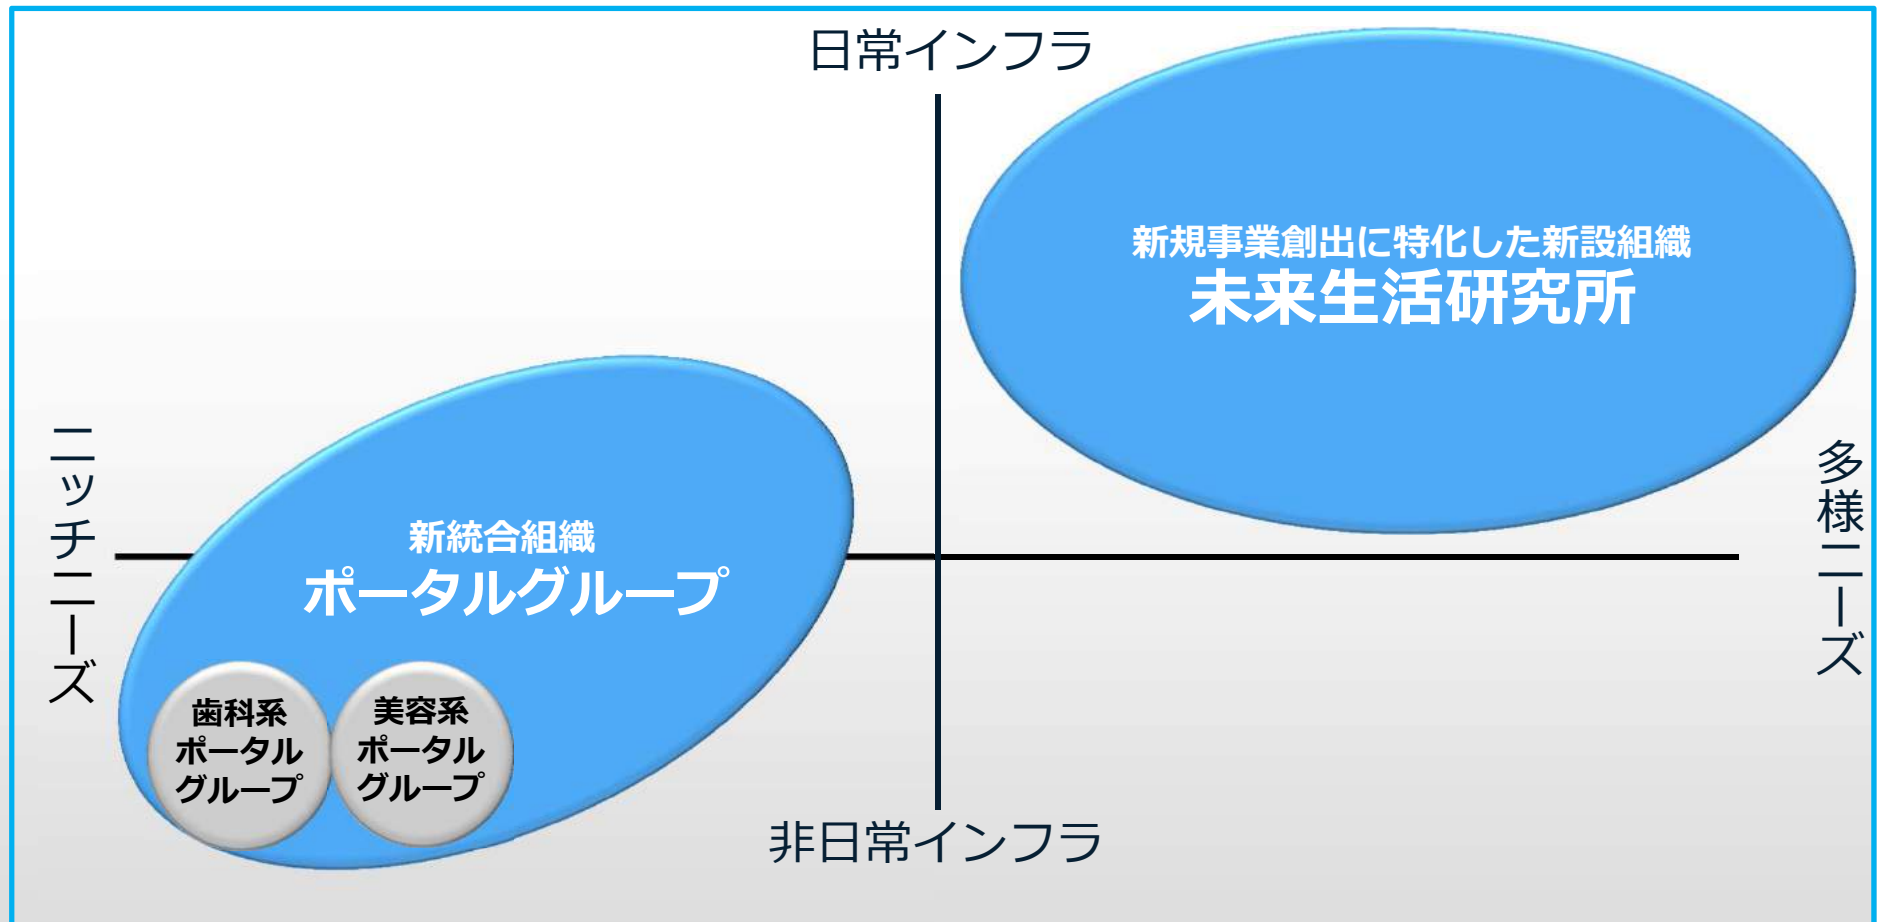 日常インフラ
新規事業創出に特化した新設組織
未来生活研究所
ニッチニーズ
多様ニーズ
新統合組織
ポータルグループ
歯科系
ポータル
グループ
美容系
ポータル
グループ
非日常インフラ